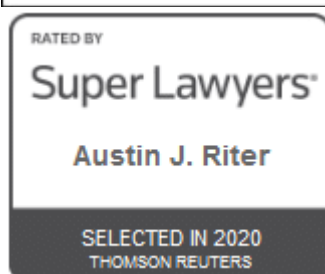 RATED BY
Super Lawyers
Austin J. Riter
SELECTED IN 2020
THOMSON REUTERS